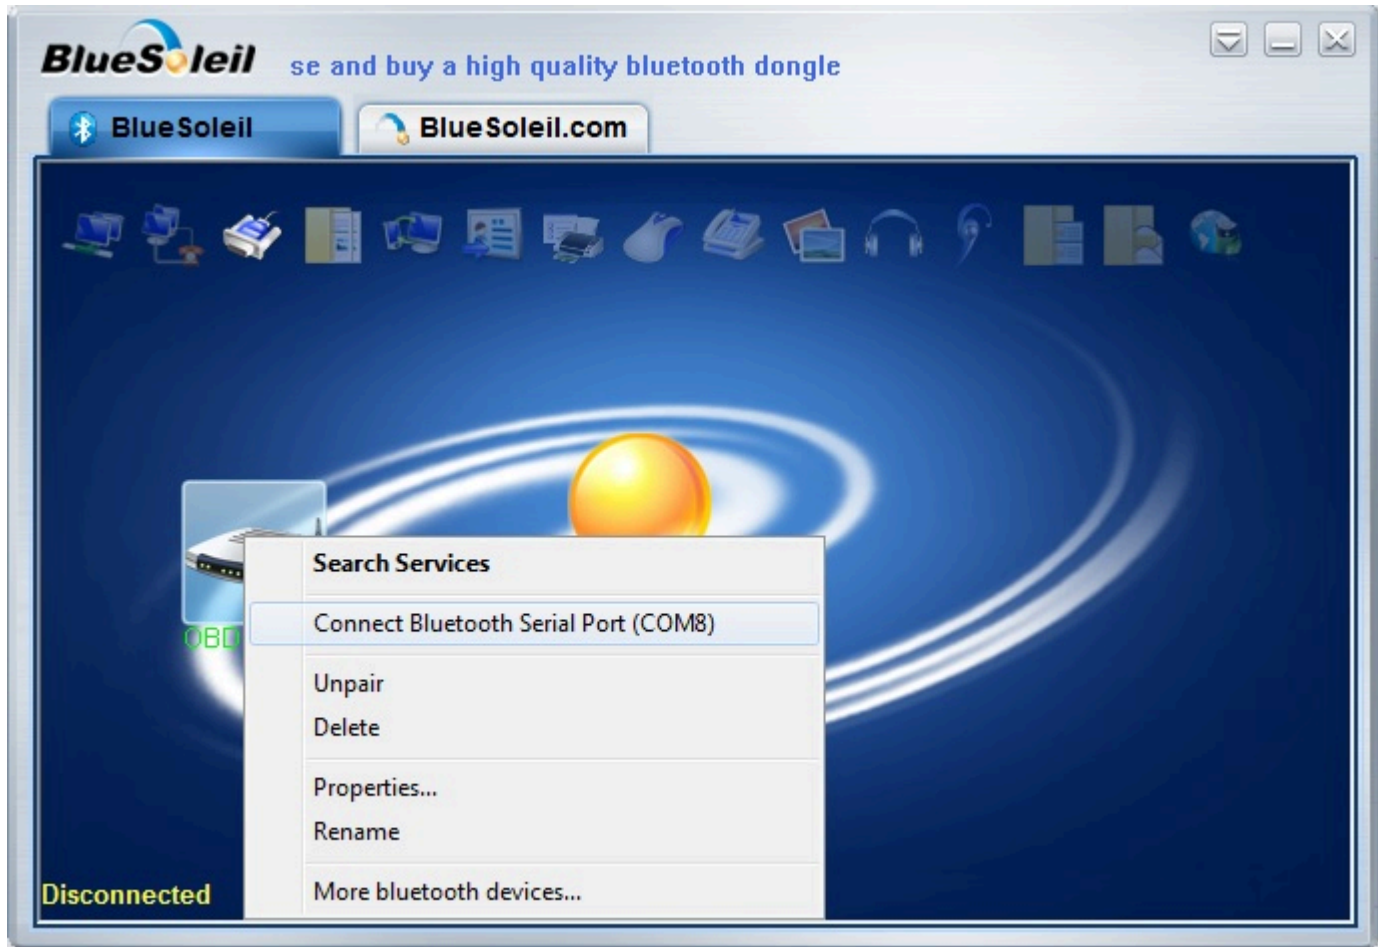 BlueSoleil
se and buy a high quality bluetooth dongle
BlueSoleil
BlueSoleil.com
Search Services
Connect Bluetooth Serial Port (COM8)
OBD
Unpair
Delete
Properties...
Rename
More bluetooth devices...
Disconnected